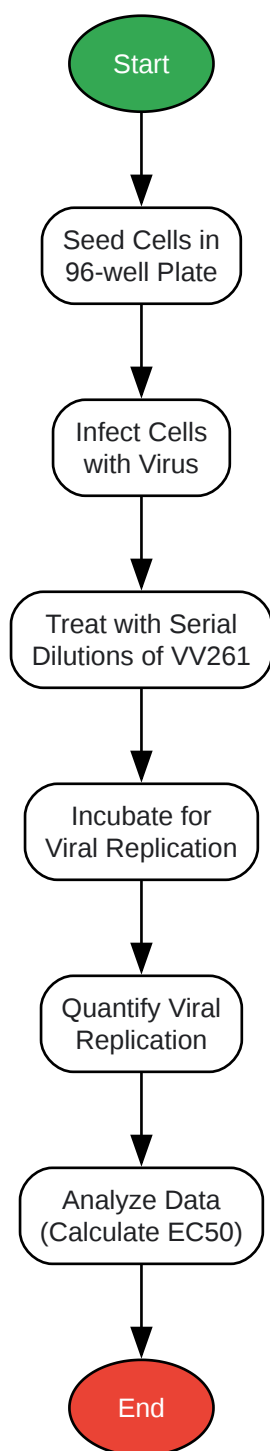 Start
Seed Cells in
96-well Plate
Infect Cells
with Virus
Treat with Serial
Dilutions of VV261
Incubate for
Viral Replication
Quantify Viral
Replication
Analyze Data
(Calculate EC50)
End